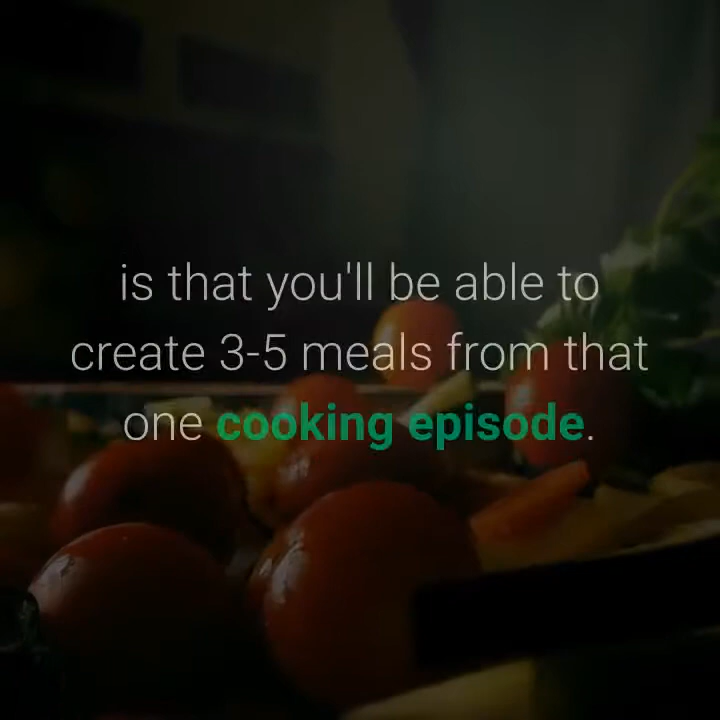 is that you'll be able to
create 3-5 meals from that
one cooking episode.